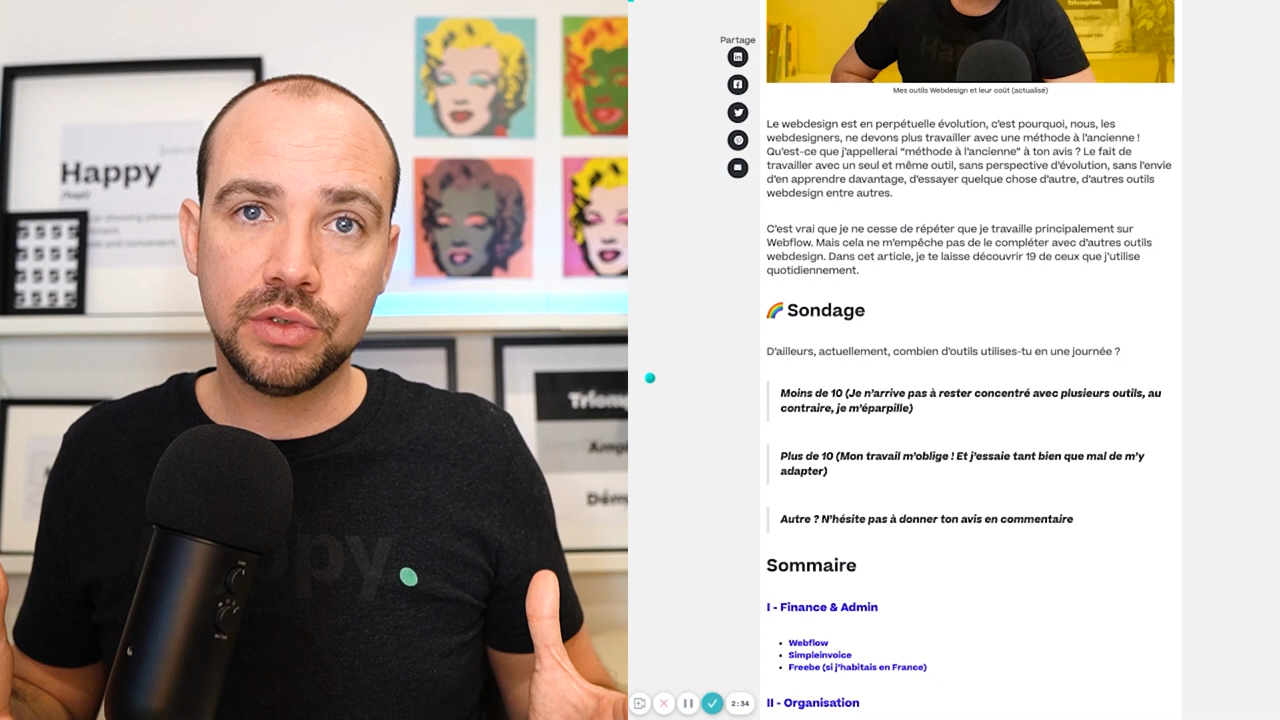 Happy
Triomp
Ampl
Dém
ppy.
Partage
Mes outils Webdesign et leur coût (actualisé)
Le webdesign est en perpétuelle évolution, c’est pourquoi, nous, les
webdesigners, ne devons plus travailler avec une méthode à l’ancienne !
Qu’est-ce que j’appellerai “méthode à l’ancienne” à ton avis ? Le fait de
travailler avec un seul et même outil, sans perspective d’évolution, sans l’envie
d’en apprendre davantage, d’essayer quelque chose d’autre, d’autres outils
webdesign entre autres.
C’est vrai que je ne cesse de répéter que je travaille principalement sur
Webflow. Mais cela ne m’empêche pas de le compléter avec d’autres outils
webdesign. Dans cet article, je te laisse découvrir 19 de ceux que j’utilise
quotidiennement.
🌈 Sondage
D’ailleurs, actuellement, combien d’outils utilises-tu en une journée ?
Moins de 10 (Je n’arrive pas à rester concentré avec plusieurs outils, au
contraire, je m’éparpille)
Plus de 10 (Mon travail m’oblige ! Et j’essaie tant bien que mal de m’y
adapter)
Autre ? N’hésite pas à donner ton avis en commentaire
Sommaire
I - Finance & Admin
Webflow
Simpleinvoice
Freebe (si j’habitais en France)
II - Organisation
2:34